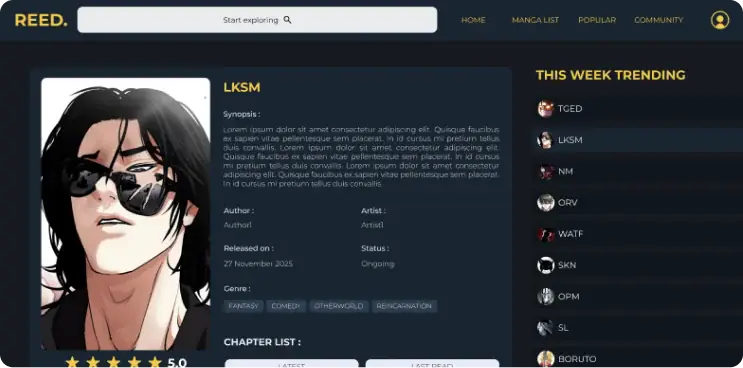 REED.
Start exploring
HOME
MANGA LIST
POPULAR
COMMUNITY
LKSM
Synopsis :
Lorem ipsum dolor sit amet consectetur adipiscing elit. Quisque faucibus
ex sapien vitae pellentesque sem placerat. In id cursus mi pretium tellus
duis convallis. Lorem ipsum dolor sit amet consectetur adipiscing elit.
Quisque faucibus ex sapien vitae pellentesque sem placerat. In id cursus
mi pretium tellus duis convallis. Lorem ipsum dolor sit amet consectetur
adipiscing elit. Quisque faucibus ex sapien vitae pellentesque sem placerat.
In id cursus mi pretium tellus duis convallis
Author :
Artist :
Author1
Artist1
Released on :
Status :
27 November 2025
Ongoing
Genre :
FANTASY
COMEDY
OTHERWORLD
REINCARNATION
CHAPTER LIST :
LATEST
LAST READ
5.0
THIS WEEK TRENDING
TGED
LKSM
NM
ORV
WATF
SKN
OPM
SL
BORUTO